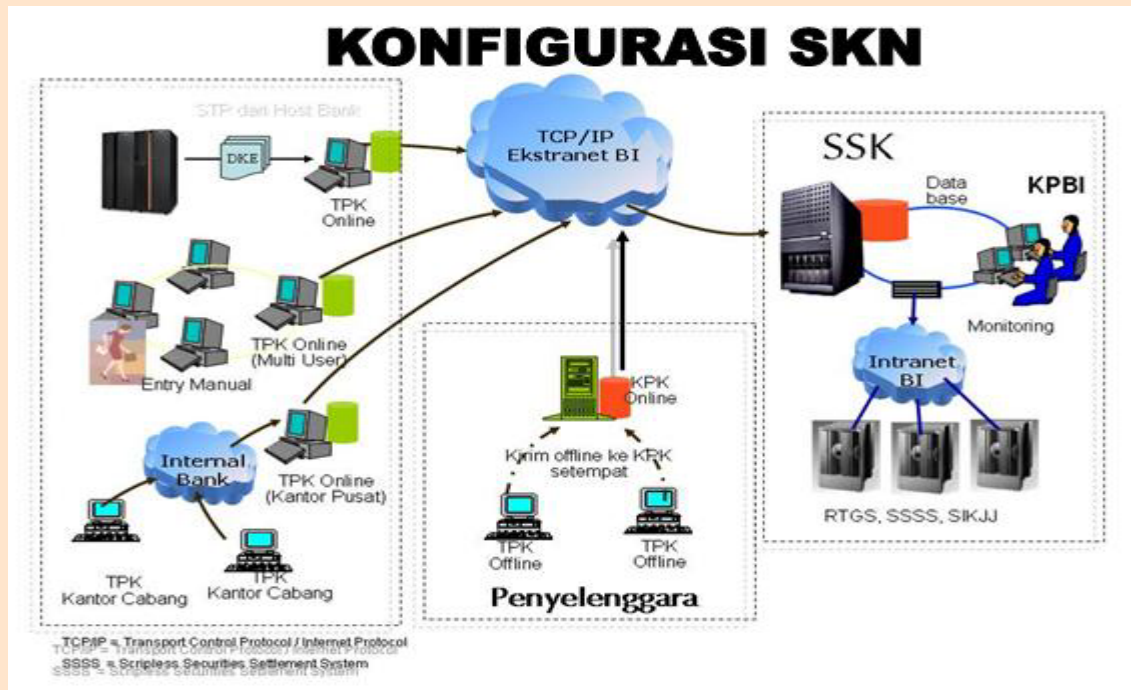 KONFIGURASI SKN
STP dari Host Bank
DKE
TPK
Online
TCP/IP
Ekstranet BI
SSK
Data
base
KPBI
Monitoring
TPK Online
(Multi User)
Entry Manual
Intranet
BI
KPK
Online
Kirim offline ke KPK
setempat
Internal
Bank
TPK Online
(Kantor Pusat)
TPK
Offline
TPK
Offline
RTGS, SSSS, SIKJJ
TPK
Kantor Cabang
TPK
Kantor Cabang
Penyelenggara
TCP/IP = Transport Control Protocol / Internet Protocol
SSSS = Scripless Securities Settlement System